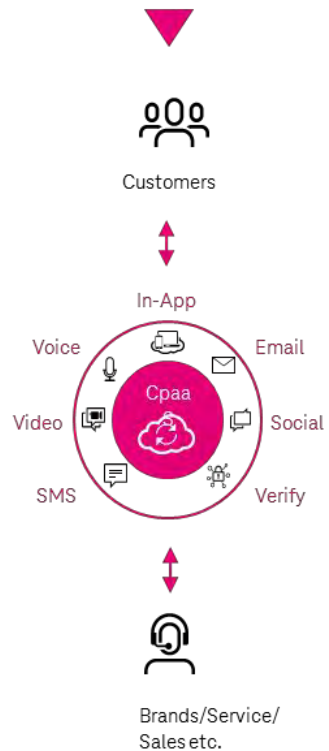 Customers
In-App
Voice
Email
Cpaa
Video
Social
SMS
Verify
Brands/Service/
Sales etc.